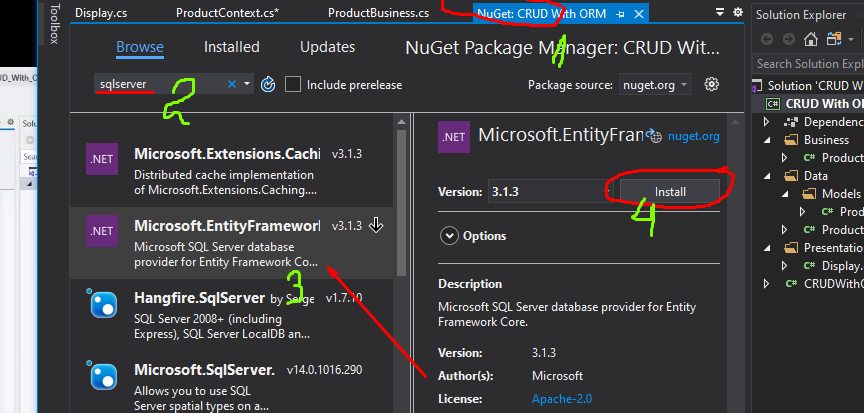 Toolbox
Display.cs
ProductContext.cs*
ProductBusiness.cs
NuGet: CRUD With ORM
1
Browse
Installed
Updates
NuGet Package Manager: CRUD Wit...
sqlserver
2
Include prerelease
Package source:
nuget.org
.NET
Microsoft.Extensions.Cachi
v3.1.3
Distributed cache implementation
of Microsoft.Extensions.Caching....
.NET
Microsoft.EntityFramework
v3.1.3
Microsoft SQL Server database
provider for Entity Framework Co...
3
Hangfire.SqlServer by Serge
v1.7.10
SQL Server 2008+ (including
Express), SQL Server LocalDB an
Microsoft.SqlServer.
v14.0.1016.290
Allows you to use SQL
Server spatial types on a
.NET
Microsoft.EntityFram
nuget.org
Version:
3.1.3
Install
4
Options
Description
Microsoft SQL Server database provider for Entity
Framework Core.
Version:
3.1.3
Author(s):
Microsoft
License:
Apache-2.0
Solution Explorer
Search Solution Expl
Solution 'CRUD W
C# CRUD With ORM
Dependenc
Business
C# Product
Data
Models
C# Prod
C# Product
Presentatio
C# Display.
C# CRUDWithO